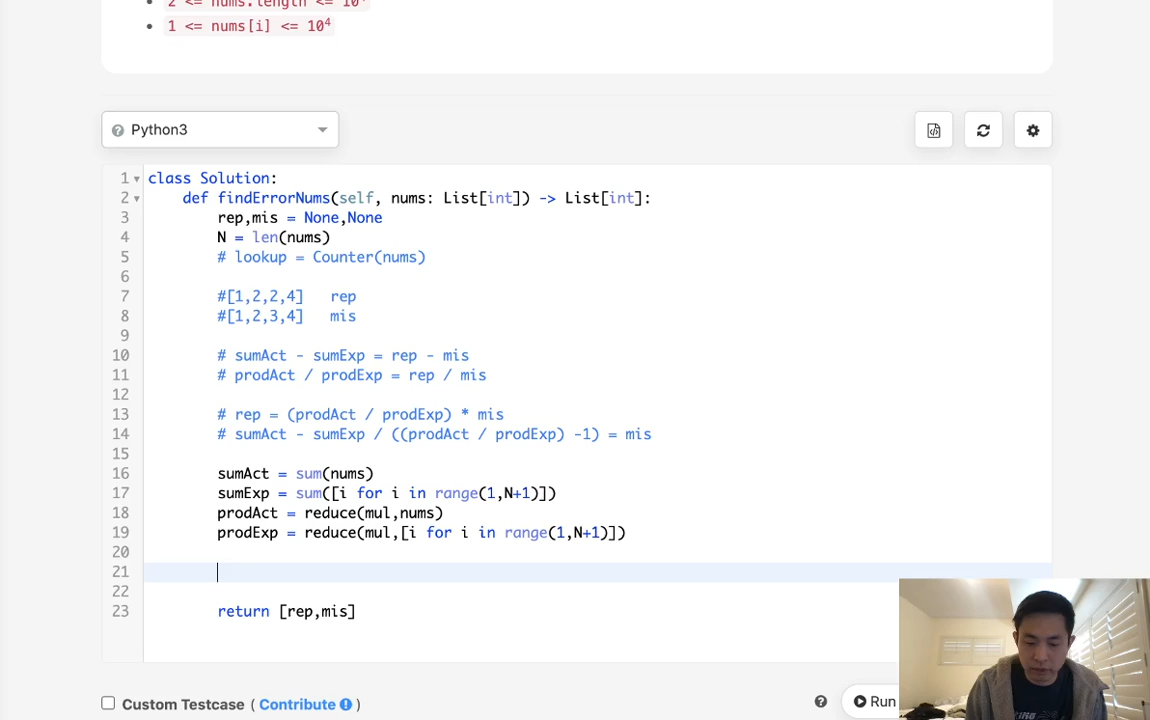 2 <= nums.length <= 10⁴
1 <= nums[i] <= 10⁴
Python3
1 class Solution:
2 def findErrorNums(self, nums: List[int]) -> List[int]:
3 rep,mis = None,None
4 N = len(nums)
5 # lookup = Counter(nums)
6
7 #[1,2,2,4] rep
8 #[1,2,3,4] mis
9
10 # sumAct - sumExp = rep - mis
11 # prodAct / prodExp = rep / mis
12
13 # rep = (prodAct / prodExp) * mis
14 # sumAct - sumExp / ((prodAct / prodExp) -1) = mis
15
16 sumAct = sum(nums)
17 sumExp = sum([i for i in range(1,N+1)])
18 prodAct = reduce(mul,nums)
19 prodExp = reduce(mul,[i for i in range(1,N+1)])
20
21
22
23 return [rep,mis]
Custom Testcase ( Contribute )
Run